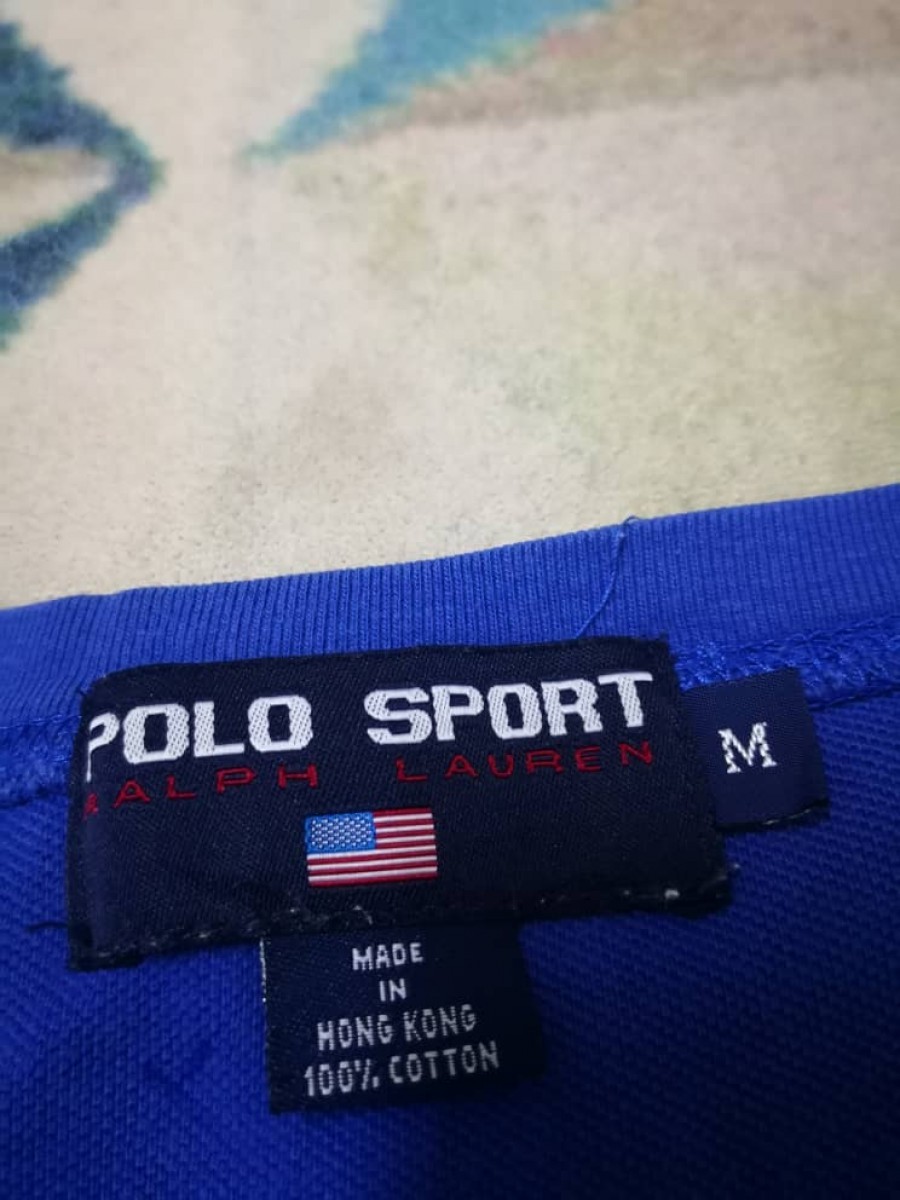 POLO SPORT
RALPH LAUREN
M
MADE
IN
HONG KONG
100% COTTON